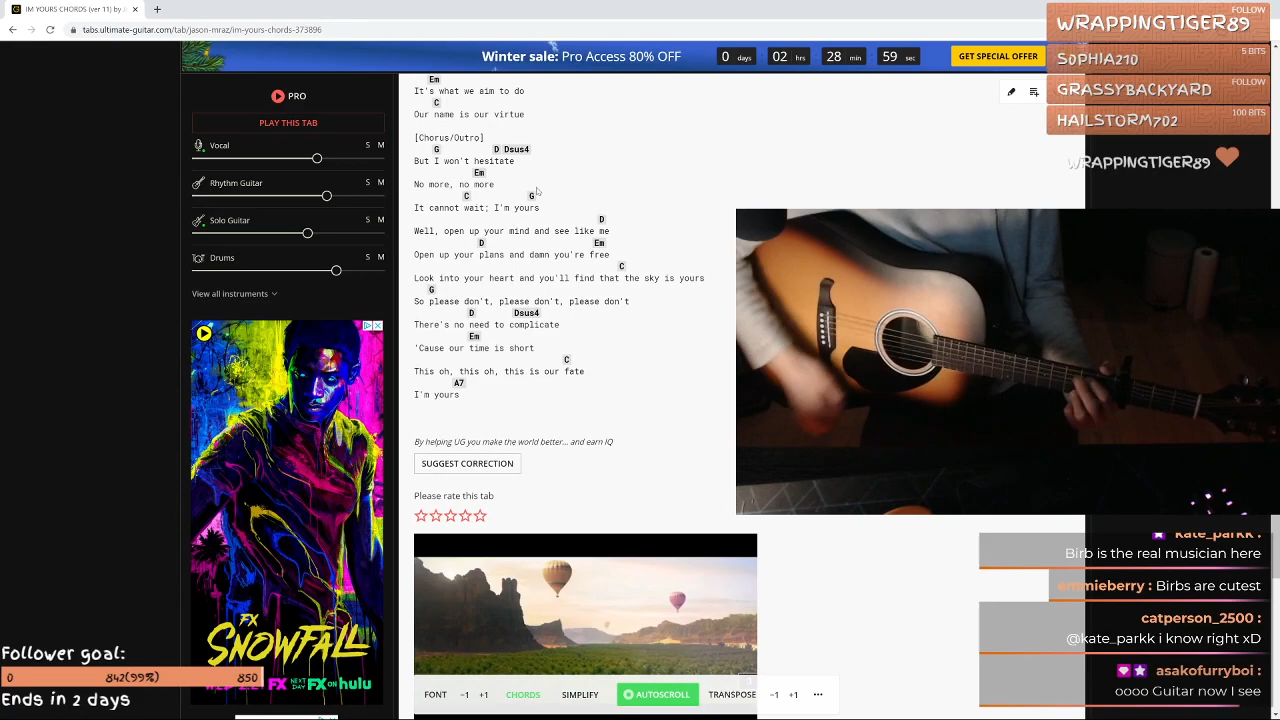 IM YOURS CHORDS (ver 11) by J
tabs.ultimate-guitar.com/tab/jason-mraz/im-yours-chords-373896
Winter sale: Pro Access 80% OFF
0 days : 02 hrs : 28 min : 59 sec
GET SPECIAL OFFER
FOLLOW
WRAPPINGTIGER89
5 BITS
SOPHIA210
FOLLOW
GRASSYBACKYARD
100 BITS
HAILSTORM702
WRAPPINGTIGER89
PRO
PLAY THIS TAB
Vocal S M
Rhythm Guitar S M
Solo Guitar S M
Drums S M
View all instruments
Em
It's what we aim to do
C
Our name is our virtue
[Chorus/Outro]
G D Dsus4
But I won't hesitate
Em
No more, no more
C G
It cannot wait; I'm yours
D
Well, open up your mind and see like me
D Em
Open up your plans and damn you're free
C
Look into your heart and you'll find that the sky is yours
G
So please don't, please don't, please don't
D Dsus4
There's no need to complicate
Em
'Cause our time is short
C
This oh, this oh, this is our fate
A7
I'm yours
By helping UG you make the world better... and earn IQ
SUGGEST CORRECTION
Please rate this tab
FONT −1 +1 CHORDS SIMPLIFY AUTOSCROLL TRANSPOSE −1 +1
FX
SNOWFALL
FX NEXT DAY FX on hulu
Follower goal:
0 842(99%) 850
Ends in 2 days
kate_parkk :
Birb is the real musician here
emmieberry : Birbs are cutest
catperson_2500 :
@kate_parkk i know right xD
asakofurryboi :
oooo Guitar now I see